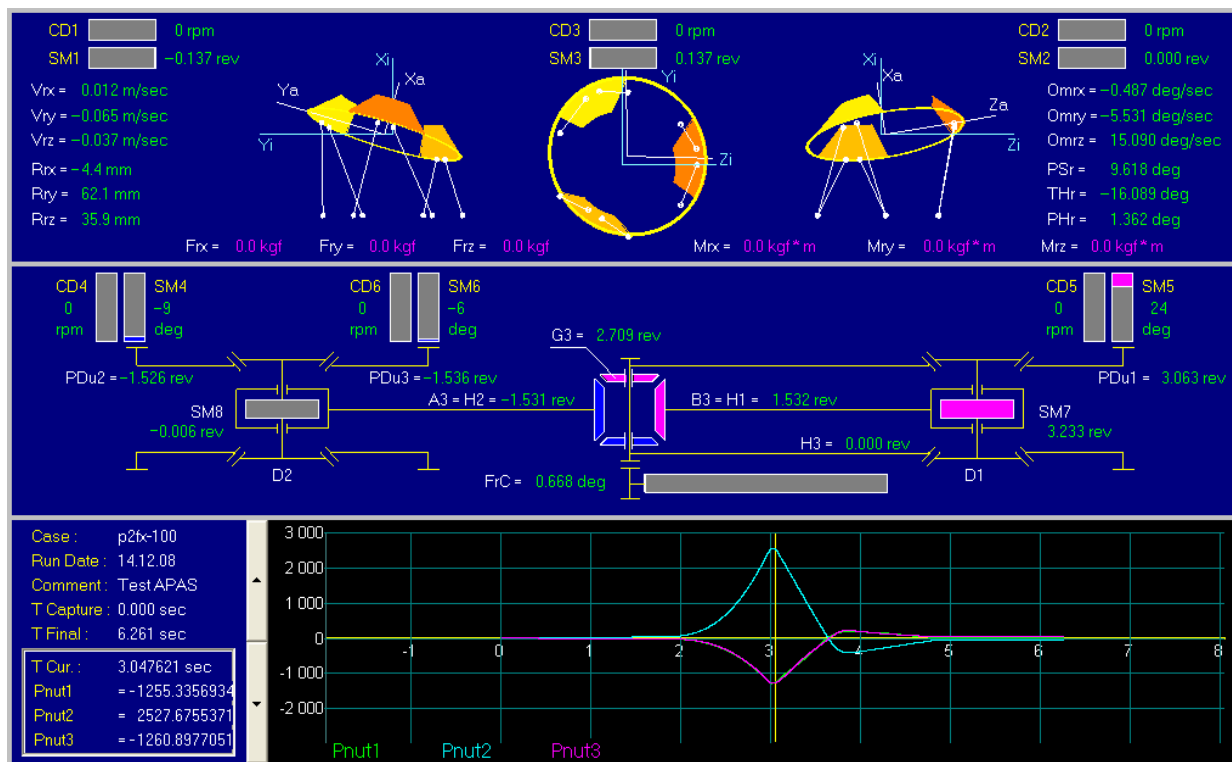 CD1 0 rpm CD3 0 rpm CD2 0 rpm
SM1 -0.137 rev SM3 0.137 rev SM2 0.000 rev
Xi Yi Xi
Vrx = 0.012 m/sec Ya Xa Xa Omrx = -0.487 deg/sec
Vry = -0.065 m/sec Za Omry = -5.531 deg/sec
Vrz = -0.037 m/sec Yi Zi Zi Omrz = 15.090 deg/sec
Rrx = -4.4 mm PSr = 9.618 deg
Rry = 62.1 mm THr = -16.089 deg
Rrz = 35.9 mm PHr = 1.362 deg
Frx = 0.0 kgf Fry = 0.0 kgf Frz = 0.0 kgf Mrx = 0.0 kgf*m Mry = 0.0 kgf*m Mrz = 0.0 kgf*m
CD4 SM4 CD6 SM6 CD5 SM5
0 -9 0 -6 0 24
rpm deg rpm deg rpm deg
G3 = 2.709 rev
PDu2 = -1.526 rev PDu3 = -1.536 rev PDu1 = 3.063 rev
A3 = H2 = -1.531 rev B3 = H1 = 1.532 rev
SM8 SM7
-0.006 rev 3.233 rev
H3 = 0.000 rev
D2 D1
FrC = 0.668 deg
Case : p2fx-100
Run Date : 14.12.08
Comment : Test APAS
T Capture : 0.000 sec
T Final : 6.261 sec
T Cur. : 3.047621 sec
Pnut1 =-1255.3356934
Pnut2 = 2527.6755371
Pnut3 =-1260.8977051
3 000
2 000
1 000
0
-1 000
-2 000
-1 0 1 2 3 4 5 6 7 8
Pnut1 Pnut2 Pnut3